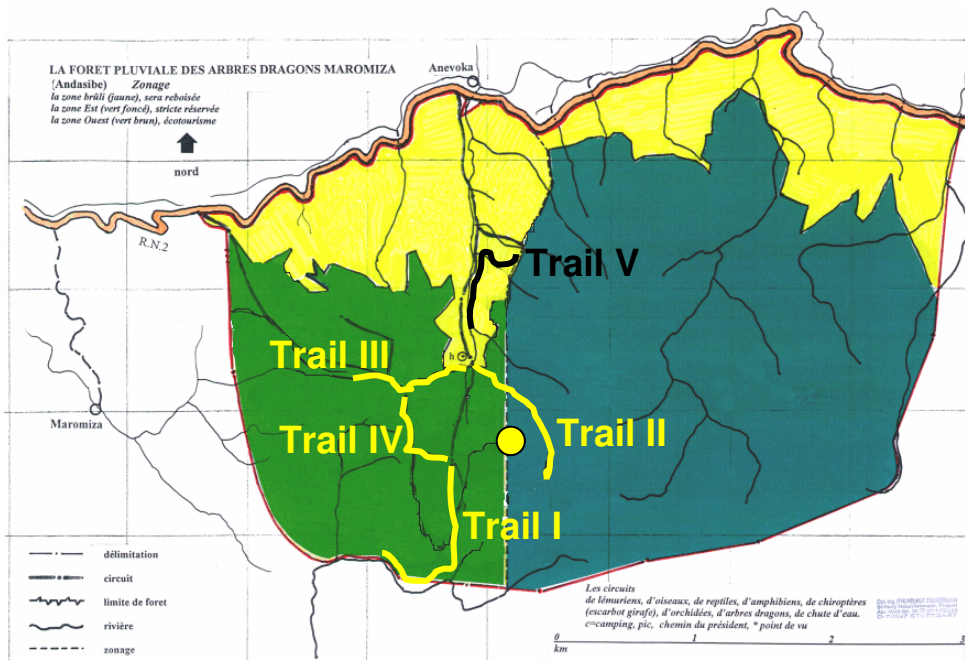 LA FORET PLUVIALE DES ARBRES DRAGONS MAROMIZA
(Andasibe) Zonage
la zone brûli (jaune), sera reboisée
la zone Est (vert foncé), stricte réservée
la zone Ouest (vert brun), écotourisme
nord
Anevoka
R.N.2
Trail V
h
Trail III
Maromiza
Trail IV
Trail II
Trail I
délimitation
circuit
limite de foret
rivière
zonage
Les circuits
de lémuriens, d'oiseaux, de reptiles, d'amphibiens, de chiroptères
(escarbot girafe), d'orchidées, d'arbres dragons, de chute d'eau.
c=camping, pic, chemin du président, * point de vu
0 1 2 3
km